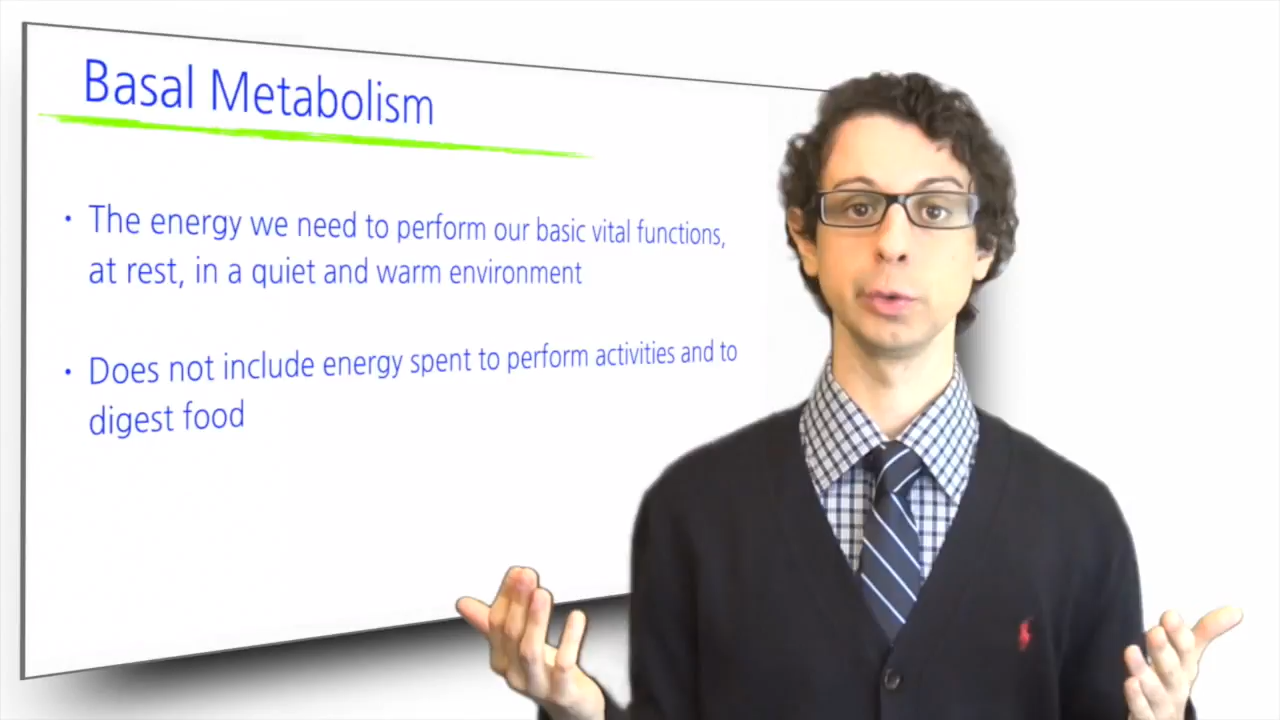 Basal Metabolism
· The energy we need to perform our basic vital functions,
at rest, in a quiet and warm environment
· Does not include energy spent to perform activities and to
digest food